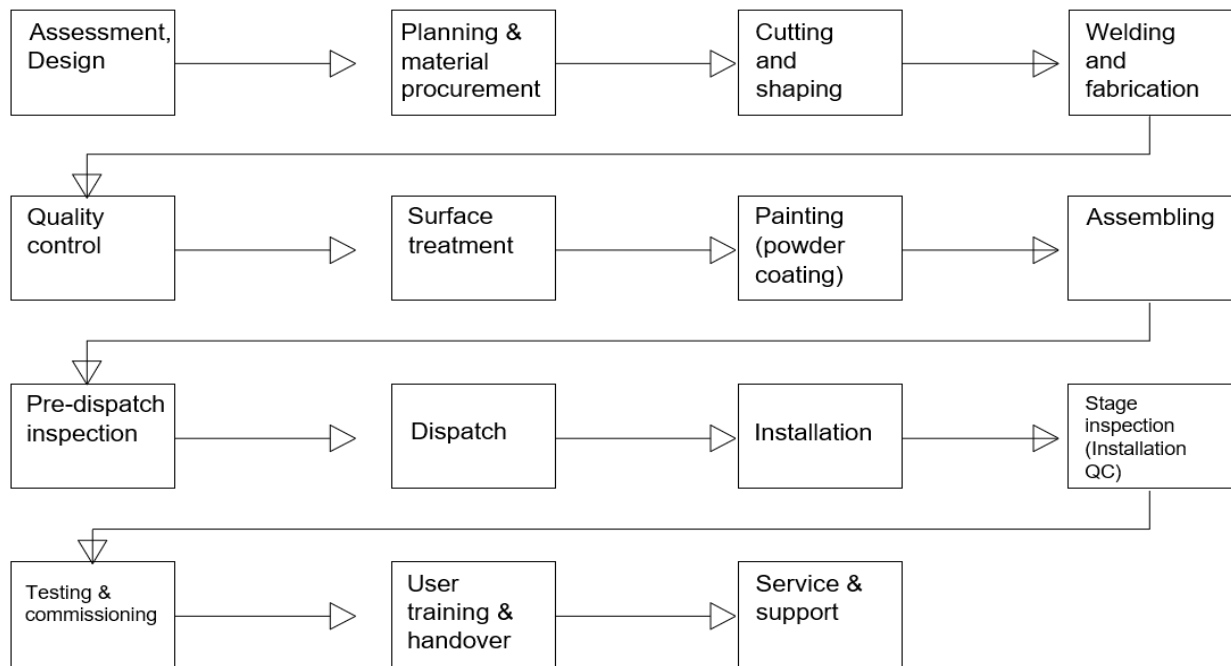 Assessment,
Design
Planning &
material
procurement
Cutting
and
shaping
Welding
and
fabrication
Quality
control
Surface
treatment
Painting
(powder
coating)
Assembling
Pre-dispatch
inspection
Dispatch
Installation
Stage
inspection
(Installation
QC)
Testing &
commissioning
User
training &
handover
Service &
support